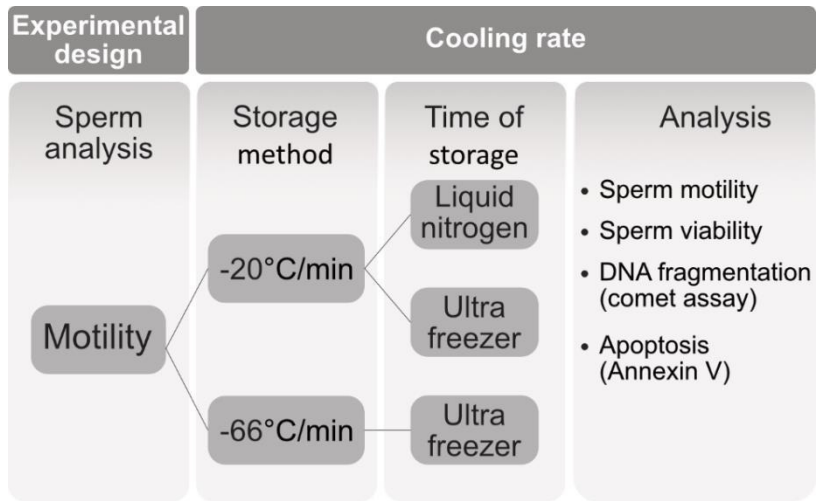 Experimental
design
Cooling rate
Sperm
analysis
Storage
method
Time of
storage
Analysis
Motility
-20°C/min
-66°C/min
Liquid
nitrogen
Ultra
freezer
Ultra
freezer
• Sperm motility
• Sperm viability
• DNA fragmentation
(comet assay)
• Apoptosis
(Annexin V)